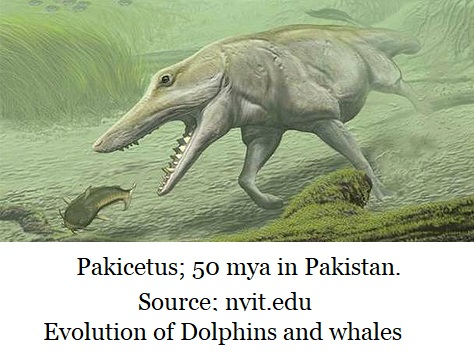 Pakicetus; 50 mya in Pakistan.
Source: nvit.edu
Evolution of Dolphins and whales